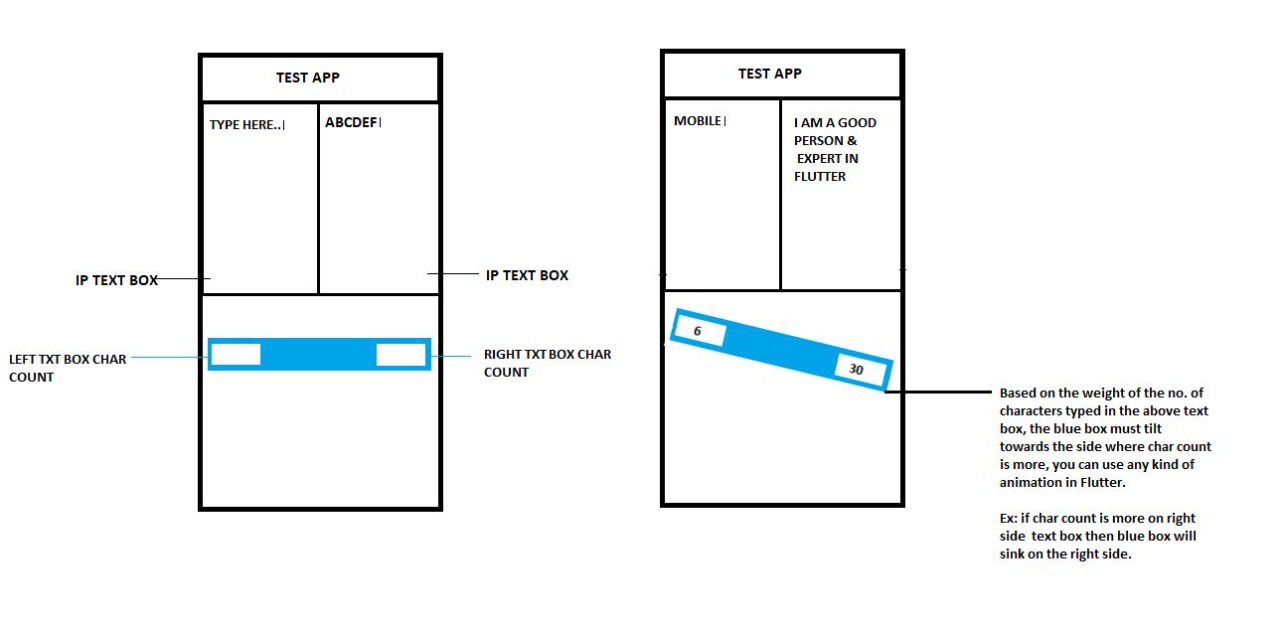 TEST APP
TYPE HERE..|
ABCDEF|
IP TEXT BOX
IP TEXT BOX
LEFT TXT BOX CHAR
COUNT
RIGHT TXT BOX CHAR
COUNT
TEST APP
MOBILE|
I AM A GOOD
PERSON &
EXPERT IN
FLUTTER
6
30
Based on the weight of the no. of
characters typed in the above text
box, the blue box must tilt
towards the side where char count
is more, you can use any kind of
animation in Flutter.
Ex: if char count is more on right
side text box then blue box will
sink on the right side.